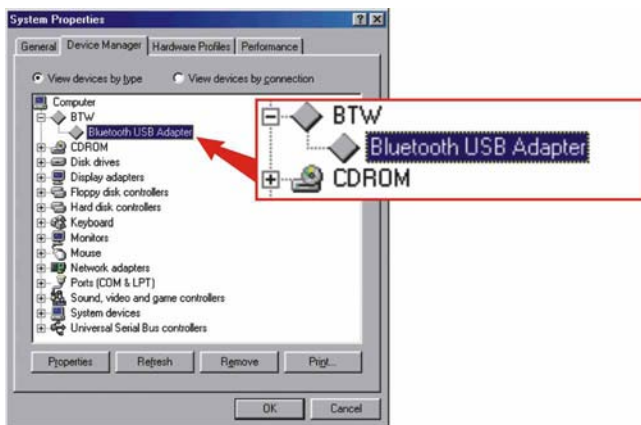 System Properties
General Device Manager Hardware Profiles Performance
View devices by type View devices by connection
Computer
BTW
Bluetooth USB Adapter
CDROM
Disk drives
Display adapters
Floppy disk controllers
Hard disk controllers
Keyboard
Monitors
Mouse
Network adapters
Ports (COM & LPT)
Sound, video and game controllers
System devices
Universal Serial Bus controllers
Properties Refresh Remove Print...
OK Cancel
BTW
Bluetooth USB Adapter
CDROM